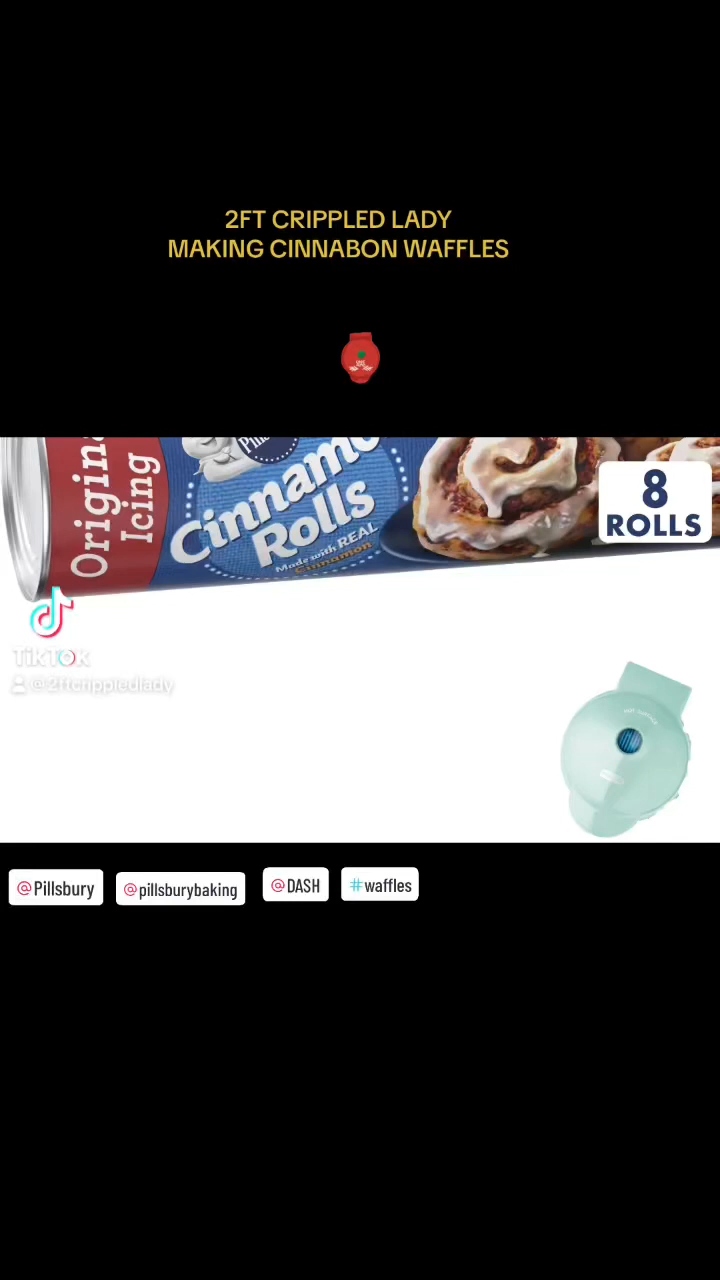 2FT CRIPPLED LADY
MAKING CINNABON WAFFLES
Original
Icing
Cinnamon
Rolls
Made with REAL
Cinnamon
8
ROLLS
TikTok
@2ftcrippledlady
@Pillsbury
@pillsburybaking
@DASH
#waffles